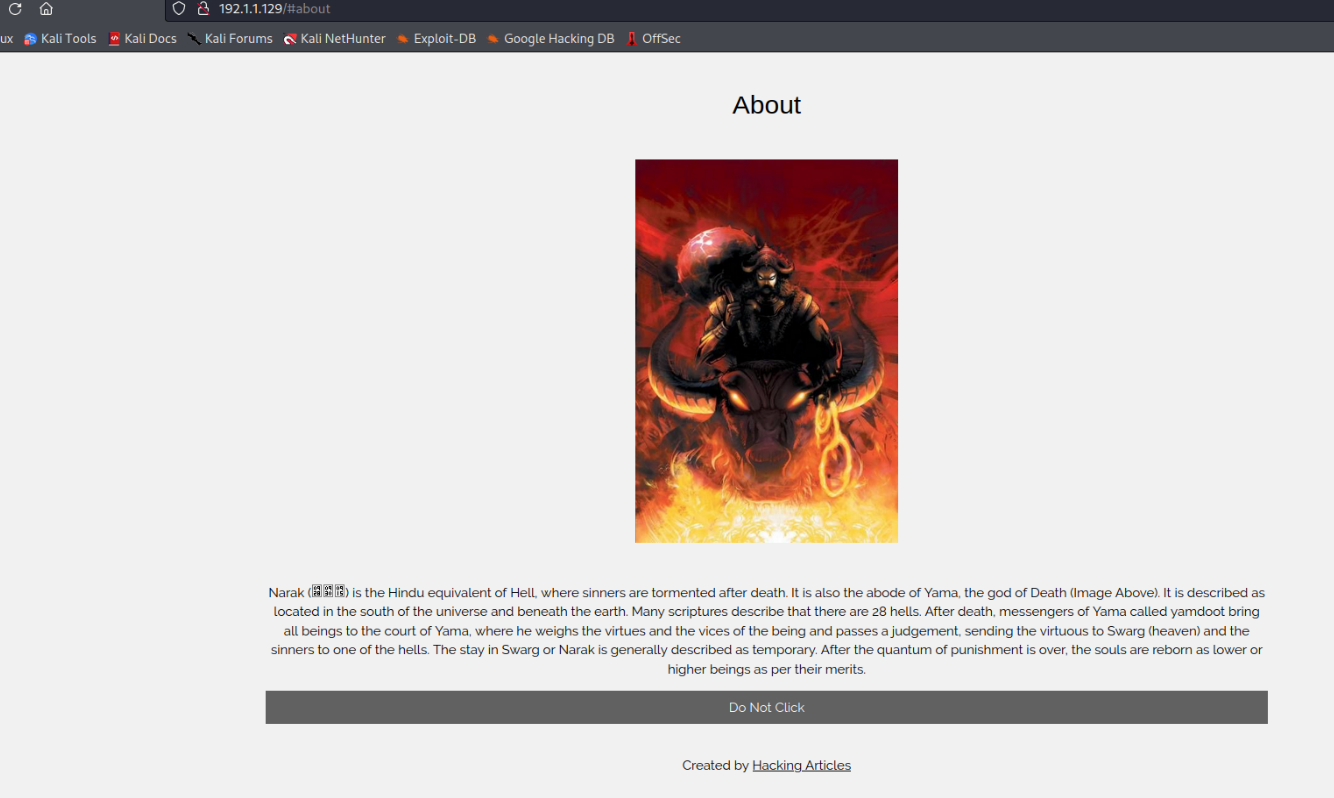 192.1.1.129/#about
ux Kali Tools Kali Docs Kali Forums Kali NetHunter Exploit-DB Google Hacking DB OffSec
About
Narak () is the Hindu equivalent of Hell, where sinners are tormented after death. It is also the abode of Yama, the god of Death (Image Above). It is described as
located in the south of the universe and beneath the earth. Many scriptures describe that there are 28 hells. After death, messengers of Yama called yamdoot bring
all beings to the court of Yama, where he weighs the virtues and the vices of the being and passes a judgement, sending the virtuous to Swarg (heaven) and the
sinners to one of the hells. The stay in Swarg or Narak is generally described as temporary. After the quantum of punishment is over, the souls are reborn as lower or
higher beings as per their merits.
Do Not Click
Created by Hacking Articles